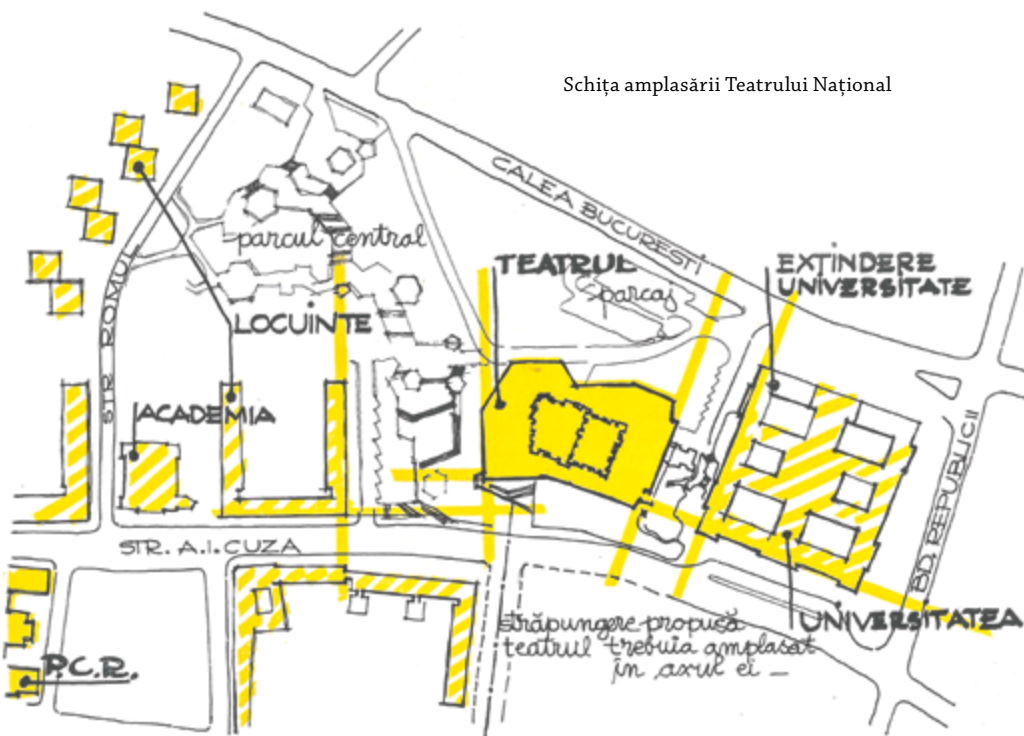 Schița amplasării Teatrului Național
CALEA BUCUREȘTI
parcul central
TEATRUL
parcaj
EXTINDERE
UNIVERSITATE
STR ROMUL
LOCUINTE
ACADEMIA
BD. REPUBLICII
STR. A.I. CUZA
străpungere propusă
teatrul trebuia amplasat
în axul ei —
UNIVERSITATEA
P.C.R.